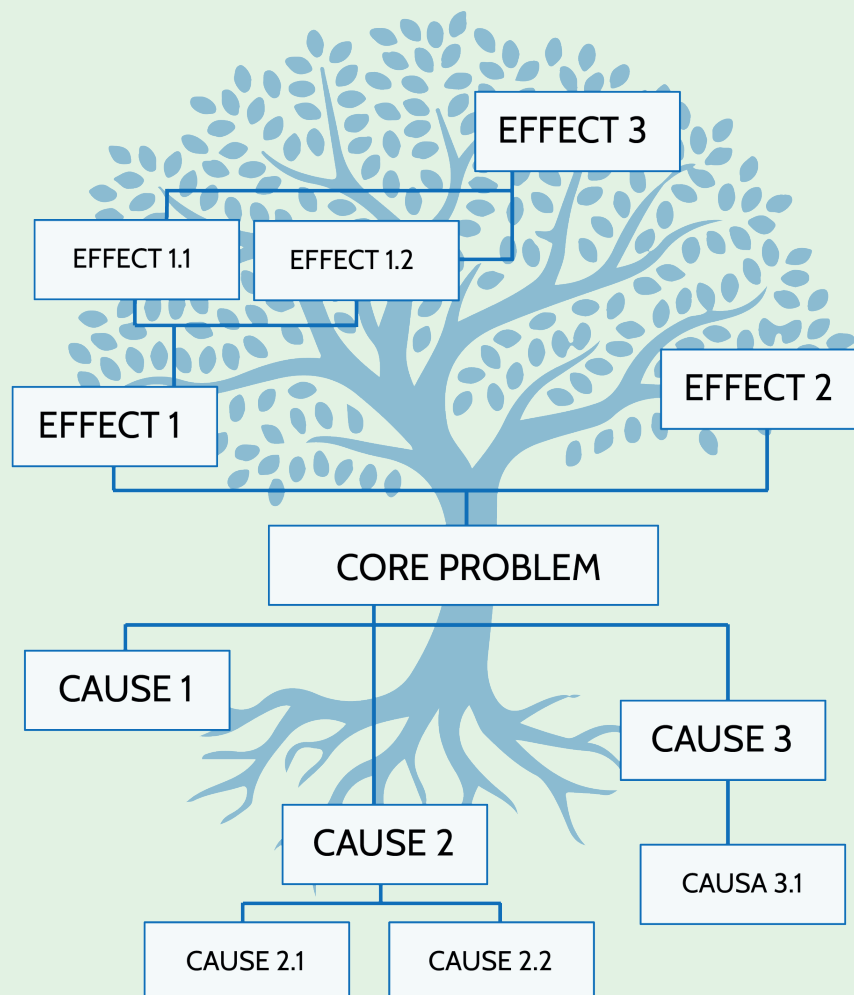 EFFECT 3
EFFECT 1.1
EFFECT 1.2
EFFECT 2
EFFECT 1
CORE PROBLEM
CAUSE 1
CAUSE 3
CAUSE 2
CAUSA 3.1
CAUSE 2.1
CAUSE 2.2